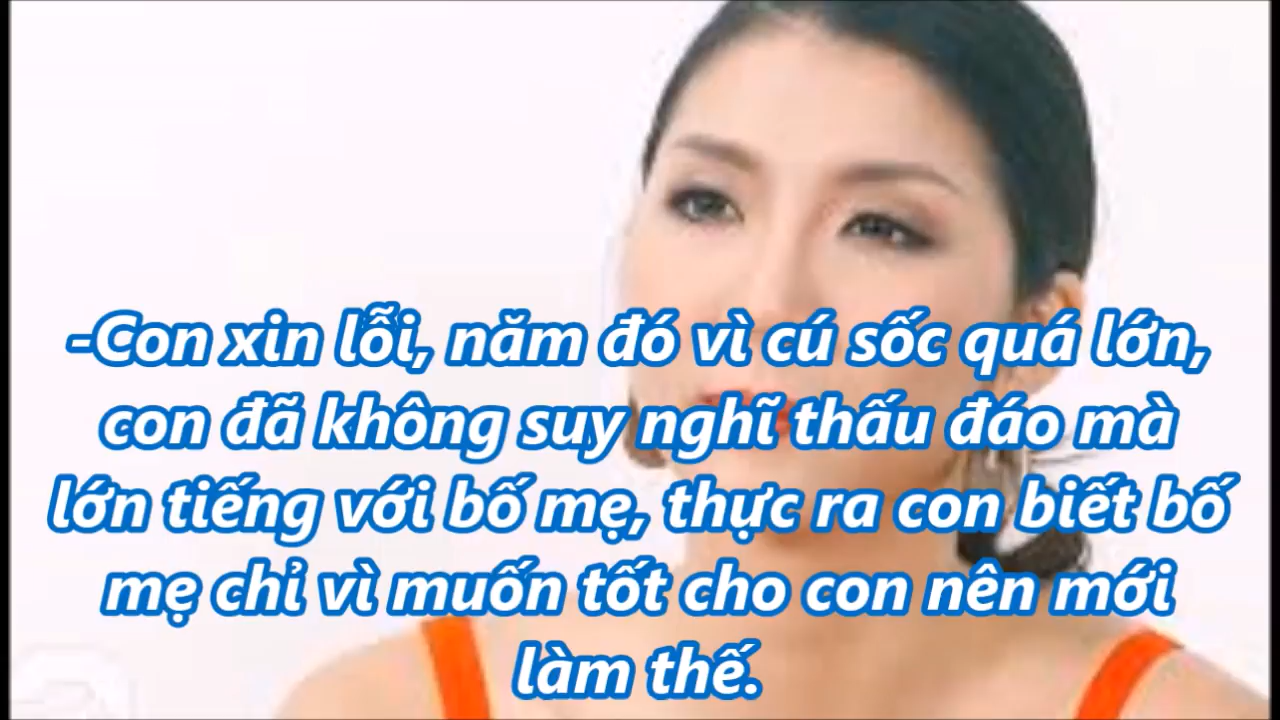 -Con xin lỗi, năm đó vì cú sốc quá lớn,
con đã không suy nghĩ thấu đáo mà
lớn tiếng với bố mẹ, thực ra con biết bố
mẹ chỉ vì muốn tốt cho con nên mới
làm thế.